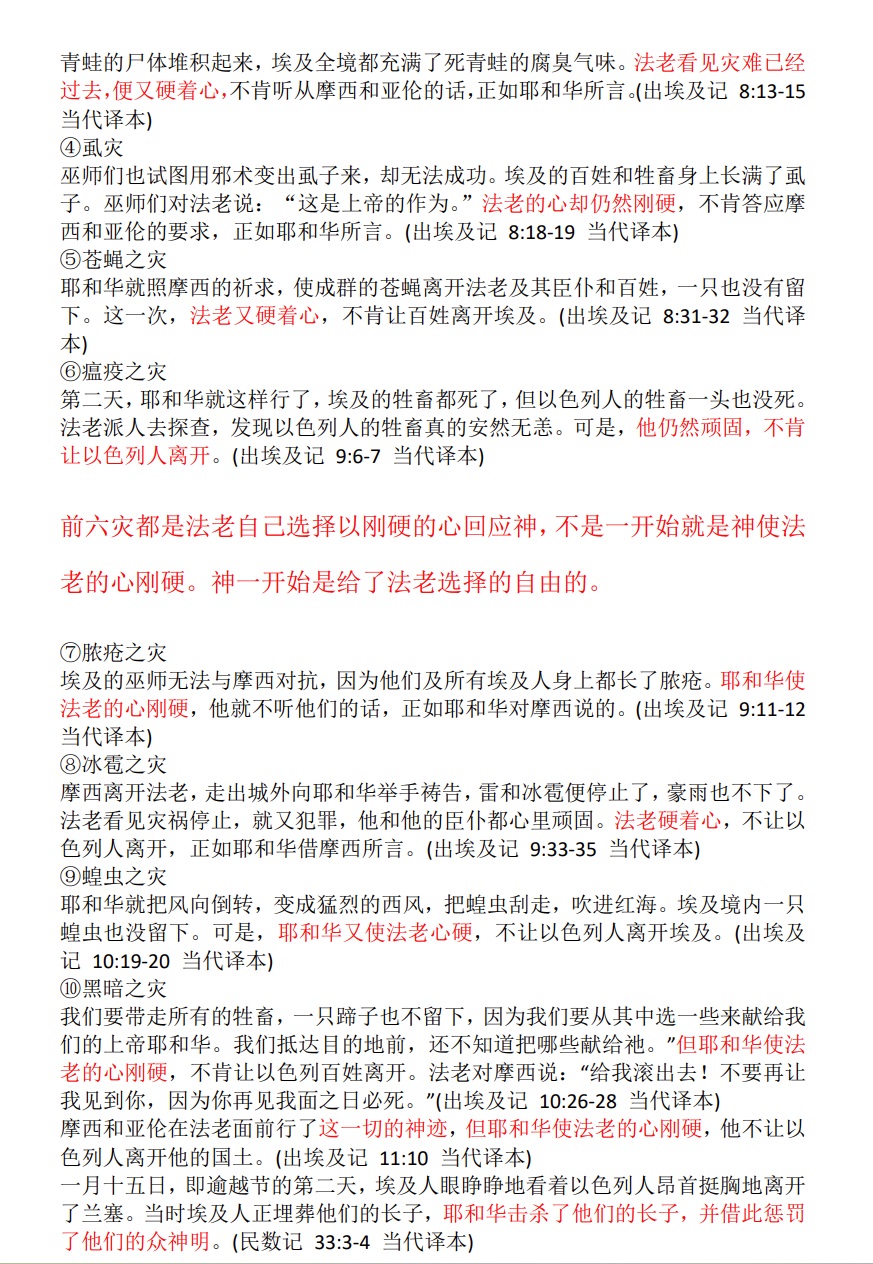 青蛙的尸体堆积起来，埃及全境都充满了死青蛙的腐臭气味。法老看见灾难已经
过去，便又硬着心，不肯听从摩西和亚伦的话，正如耶和华所言。(出埃及记 8:13-15
当代译本)
④虱灾
巫师们也试图用邪术变出虱子来，却无法成功。埃及的百姓和牲畜身上长满了虱
子。巫师们对法老说：“这是上帝的作为。”法老的心却仍然刚硬，不肯答应摩
西和亚伦的要求，正如耶和华所言。(出埃及记 8:18-19 当代译本)
⑤苍蝇之灾
耶和华就照摩西的祈求，使成群的苍蝇离开法老及其臣仆和百姓，一只也没有留
下。这一次，法老又硬着心，不肯让百姓离开埃及。(出埃及记 8:31-32 当代译
本)
⑥瘟疫之灾
第二天，耶和华就这样行了，埃及的牲畜都死了，但以色列人的牲畜一头也没死。
法老派人去探查，发现以色列人的牲畜真的安然无恙。可是，他仍然顽固，不肯
让以色列人离开。(出埃及记 9:6-7 当代译本)
前六灾都是法老自己选择以刚硬的心回应神，不是一开始就是神使法
老的心刚硬。神一开始是给了法老选择的自由的。
⑦脓疮之灾
埃及的巫师无法与摩西对抗，因为他们及所有埃及人身上都长了脓疮。耶和华使
法老的心刚硬，他就不听他们的话，正如耶和华对摩西说的。(出埃及记 9:11-12
当代译本)
⑧冰雹之灾
摩西离开法老，走出城外向耶和华举手祷告，雷和冰雹便停止了，豪雨也不下了。
法老看见灾祸停止，就又犯罪，他和他的臣仆都心里顽固。法老硬着心，不让以
色列人离开，正如耶和华借摩西所言。(出埃及记 9:33-35 当代译本)
⑨蝗虫之灾
耶和华就把风向倒转，变成猛烈的西风，把蝗虫刮走，吹进红海。埃及境内一只
蝗虫也没留下。可是，耶和华又使法老心硬，不让以色列人离开埃及。(出埃及
记 10:19-20 当代译本)
⑩黑暗之灾
我们要带走所有的牲畜，一只蹄子也不留下，因为我们要从其中选一些来献给我
们的上帝耶和华。我们抵达目的地前，还不知道把哪些献给祂。”但耶和华使法
老的心刚硬，不肯让以色列百姓离开。法老对摩西说：“给我滚出去！不要再让
我见到你，因为你再见我面之日必死。”(出埃及记 10:26-28 当代译本)
摩西和亚伦在法老面前行了这一切的神迹，但耶和华使法老的心刚硬，他不让以
色列人离开他的国土。(出埃及记 11:10 当代译本)
一月十五日，即逾越节的第二天，埃及人眼睁睁地看着以色列人昂首挺胸地离开
了兰塞。当时埃及人正埋葬他们的长子，耶和华击杀了他们的长子，并借此惩罚
了他们的众神明。(民数记 33:3-4 当代译本)